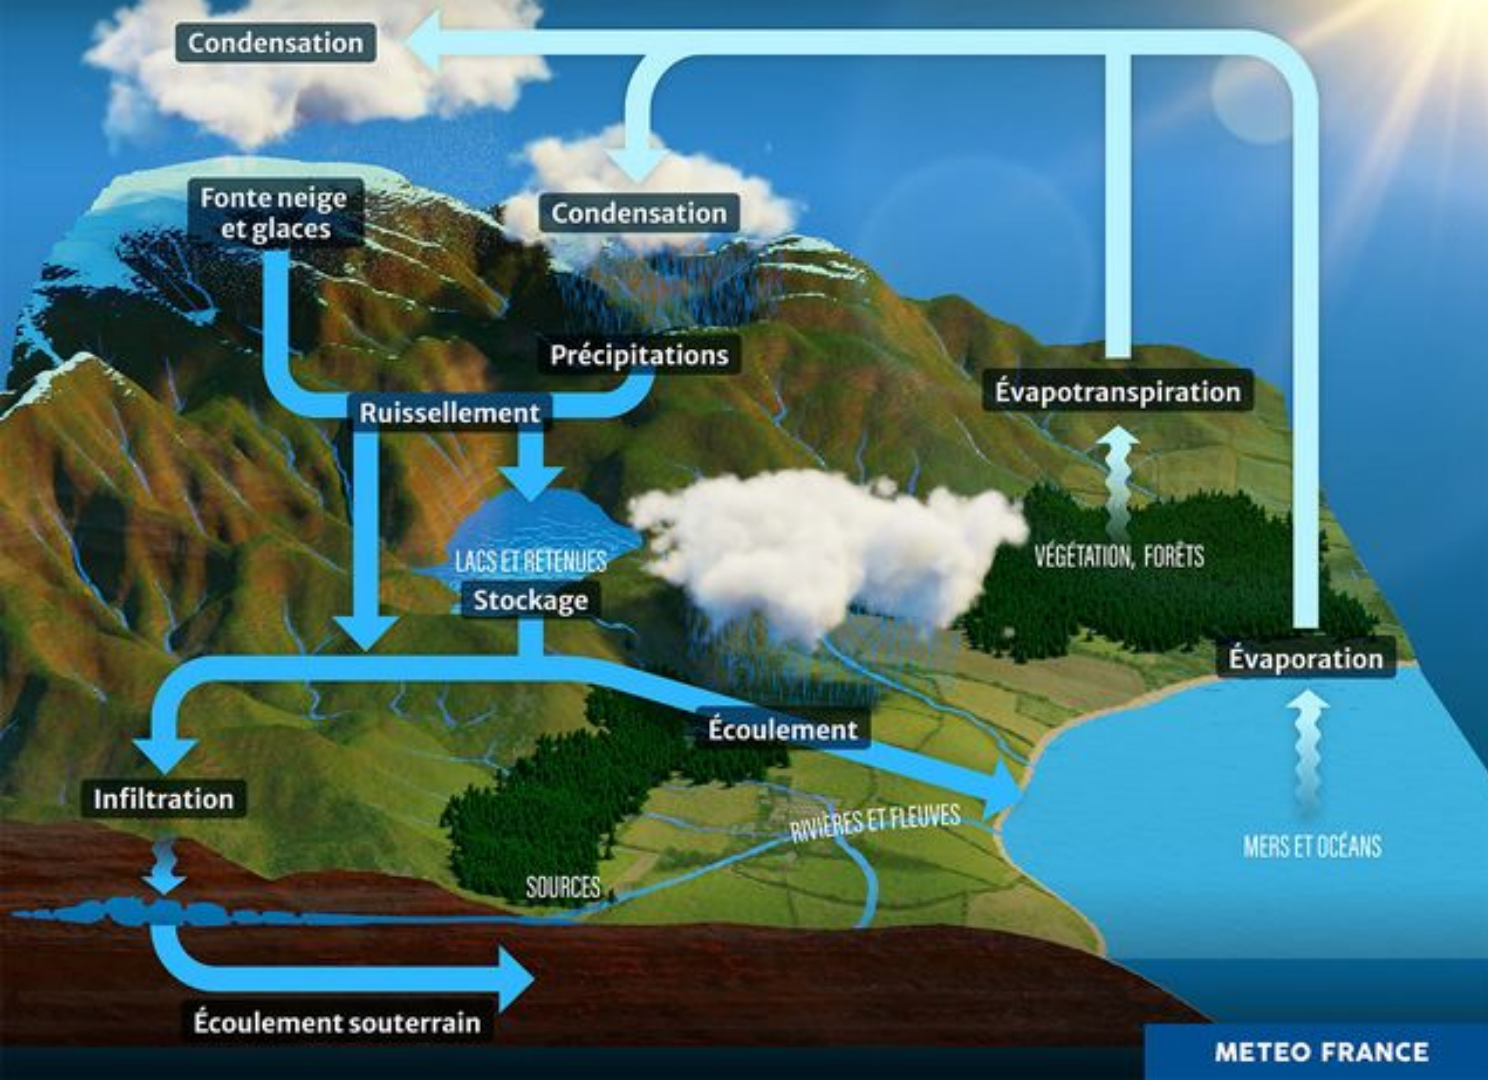 Condensation
Fonte neige
et glaces
Condensation
Précipitations
Évapotranspiration
Ruissellement
LACS ET RETENUES
VÉGÉTATION, FORÊTS
Stockage
Évaporation
Écoulement
Infiltration
RIVIÈRES ET FLEUVES
MERS ET OCÉANS
SOURCES
Écoulement souterrain
METEO FRANCE